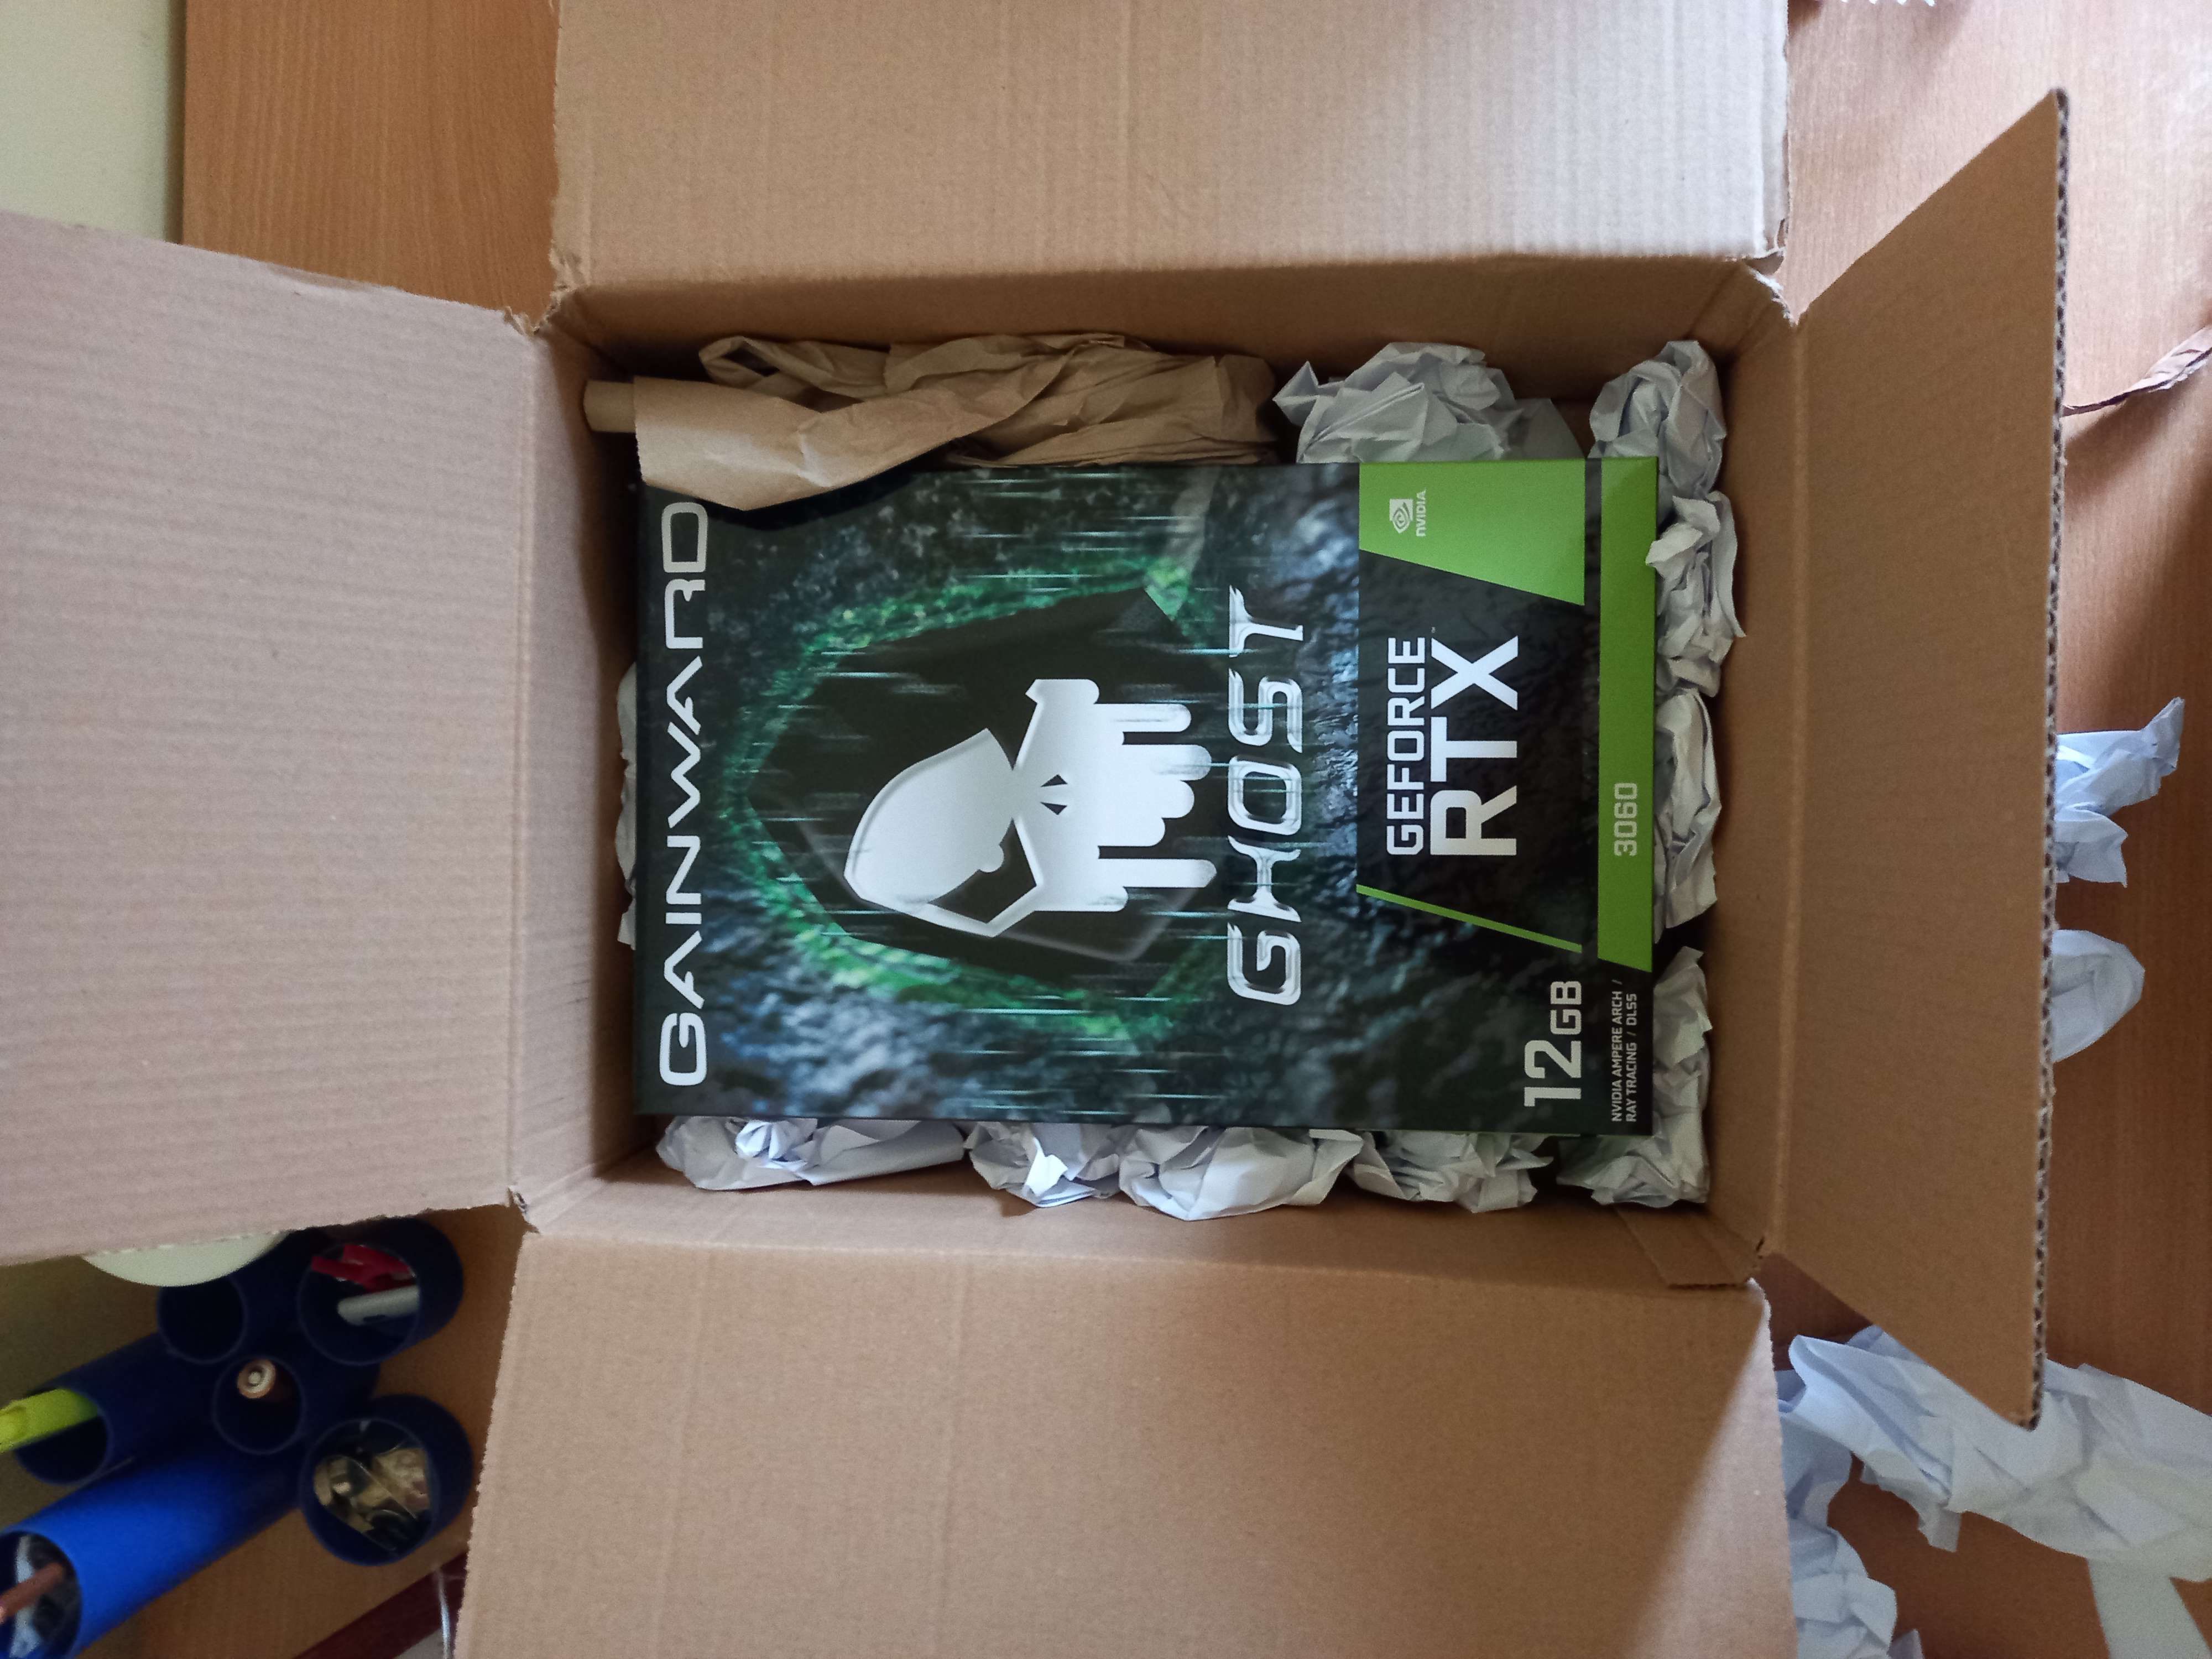 GAINWARD
GHOST
NVIDIA
GEFORCE
RTX
12GB
3060
NVIDIA AMPERE ARCH /
RAY TRACING / DLSS